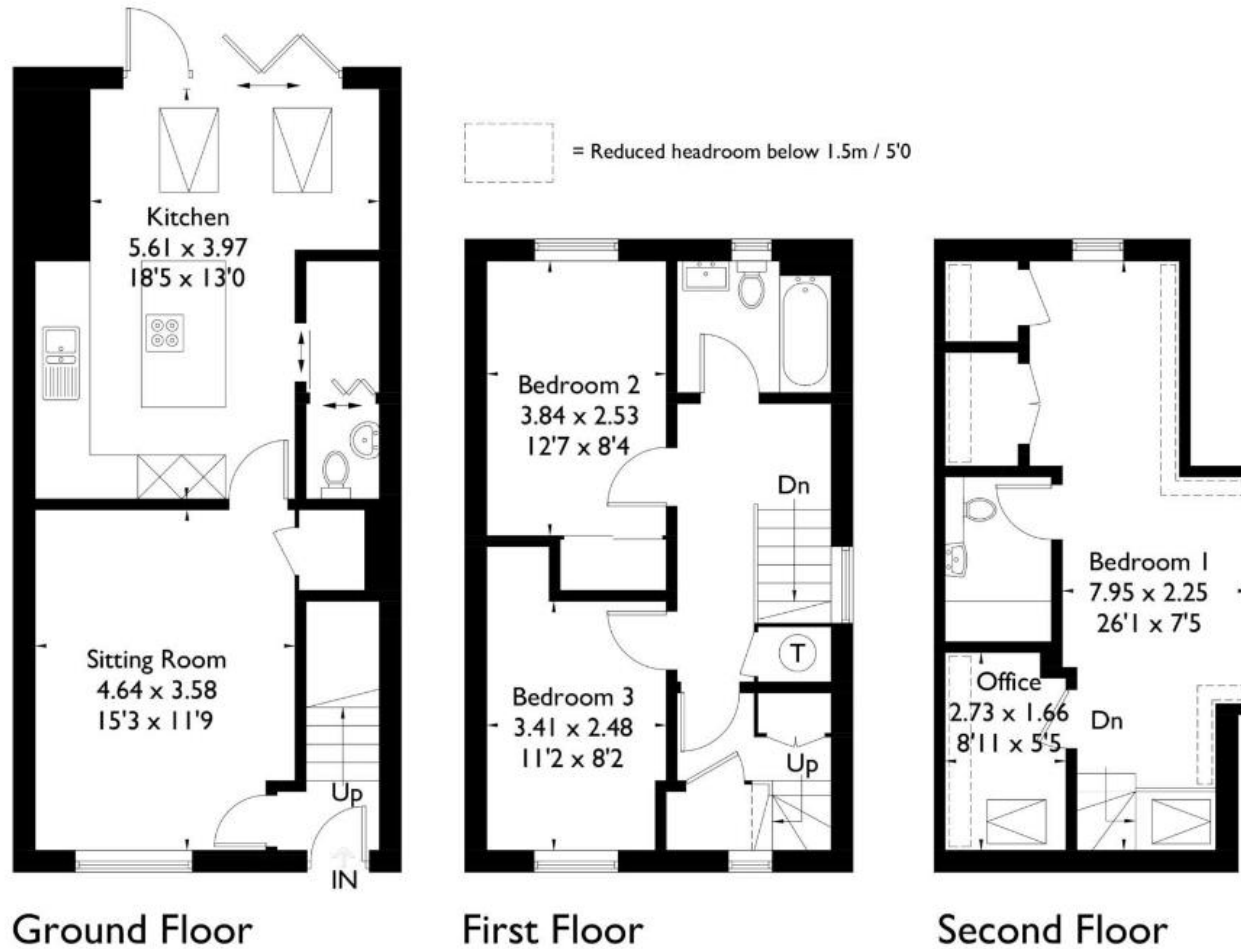 = Reduced headroom below 1.5m / 5'0
Kitchen
5.61 x 3.97
18'5 x 13'0
Sitting Room
4.64 x 3.58
15'3 x 11'9
Up
IN
Ground Floor
Bedroom 2
3.84 x 2.53
12'7 x 8'4
Dn
T
Bedroom 3
3.41 x 2.48
11'2 x 8'2
Up
First Floor
Bedroom 1
7.95 x 2.25
26'1 x 7'5
Office
2.73 x 1.66
8'11 x 5'5
Dn
Second Floor